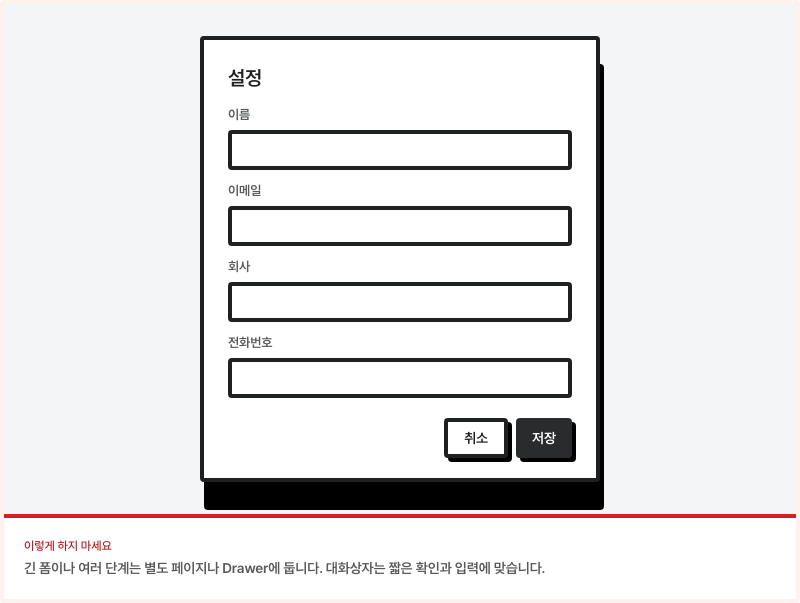 설정
이름
이메일
회사
전화번호
취소 저장
이렇게 하지 마세요
긴 폼이나 여러 단계는 별도 페이지나 Drawer에 둡니다. 대화상자는 짧은 확인과 입력에 맞습니다.